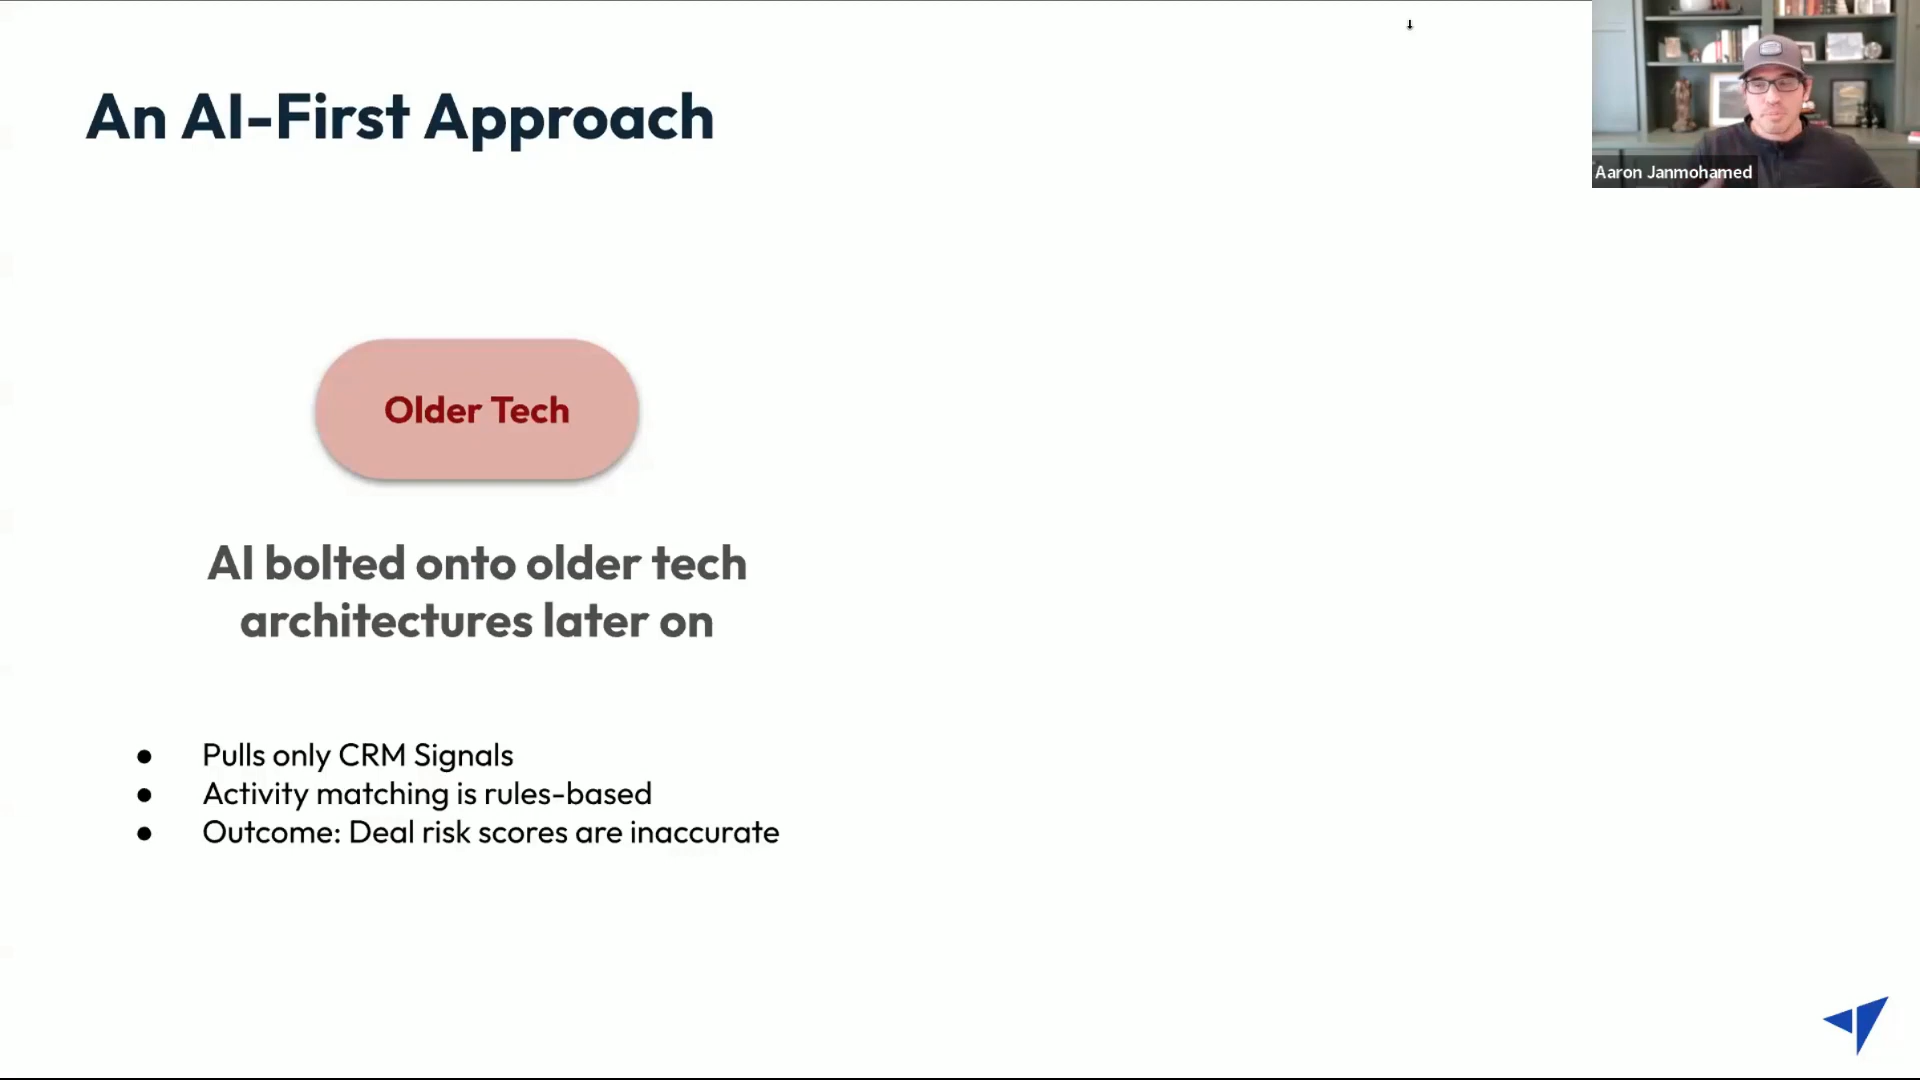 An AI-First Approach
Aaron Janmohamed
Older Tech
AI bolted onto older tech
architectures later on
● Pulls only CRM Signals
● Activity matching is rules-based
● Outcome: Deal risk scores are inaccurate